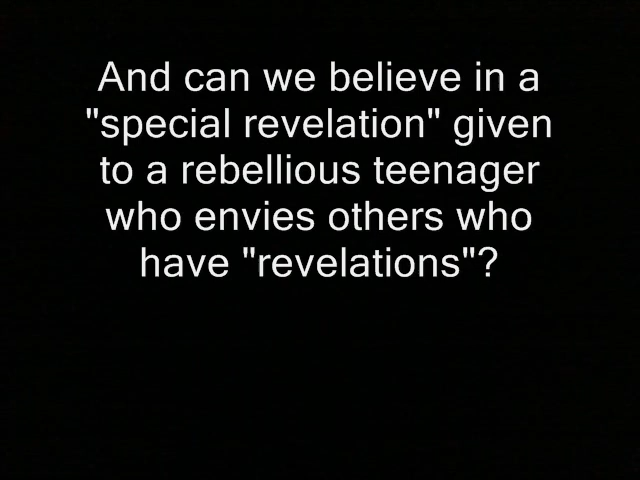 And can we believe in a
"special revelation" given
to a rebellious teenager
who envies others who
have "revelations"?